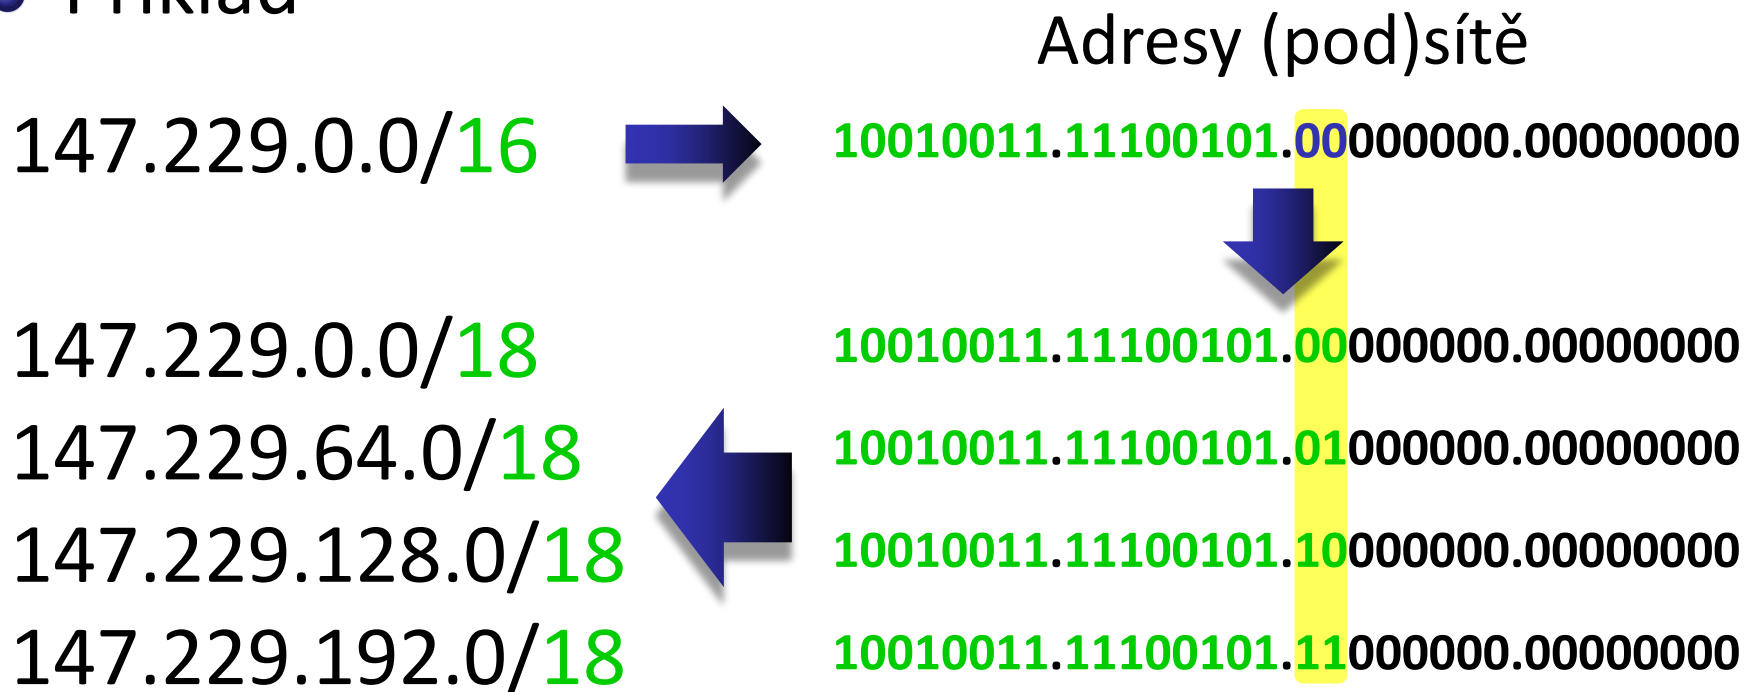 Příklad
Adresy (pod)sítě
147.229.0.0/16 10010011.11100101.00000000.00000000
147.229.0.0/18 10010011.11100101.00000000.00000000
147.229.64.0/18 10010011.11100101.01000000.00000000
147.229.128.0/18 10010011.11100101.10000000.00000000
147.229.192.0/18 10010011.11100101.11000000.00000000